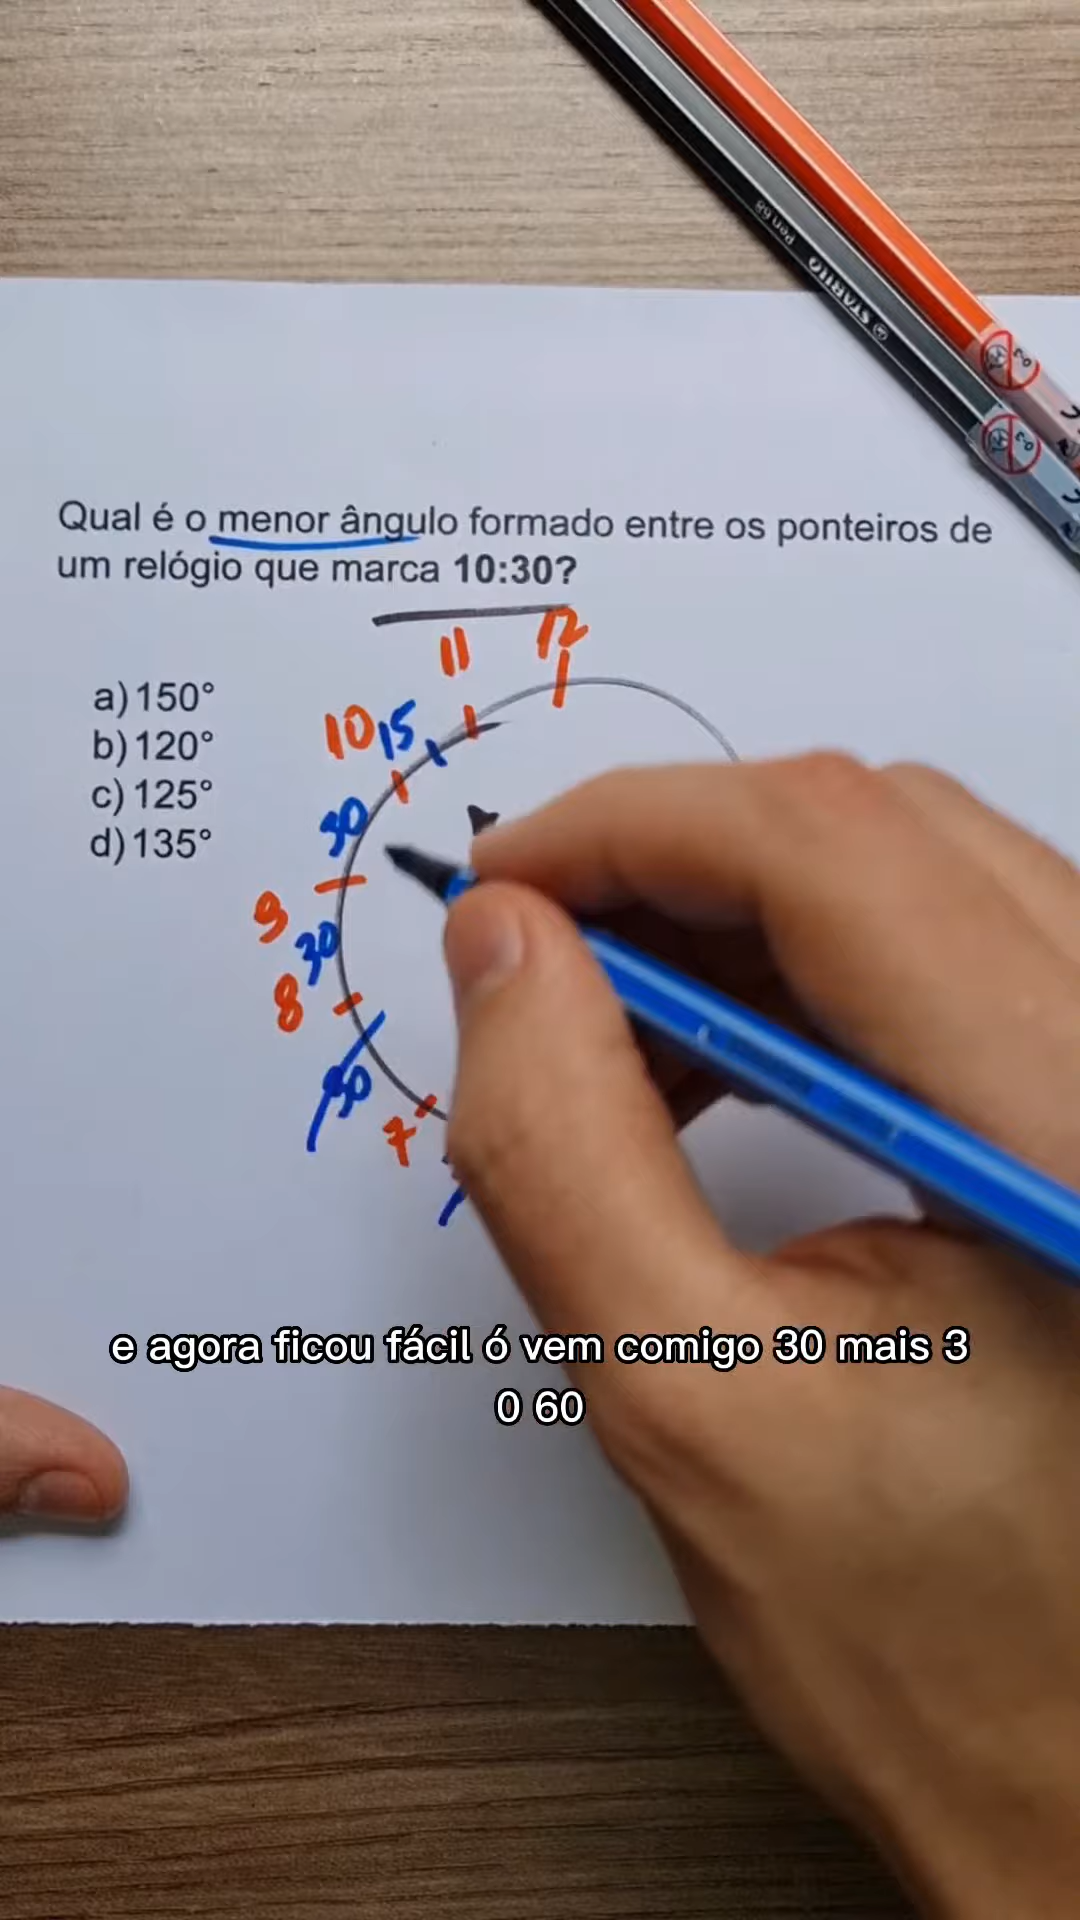 Pen 68
STABILO
Qual é o menor ângulo formado entre os ponteiros de
um relógio que marca 10:30?
11 12
a) 150°
10 15
b) 120°
c) 125°
30
d) 135°
9
30
8
30
7
e agora ficou fácil ó vem comigo 30 mais 3
0 60